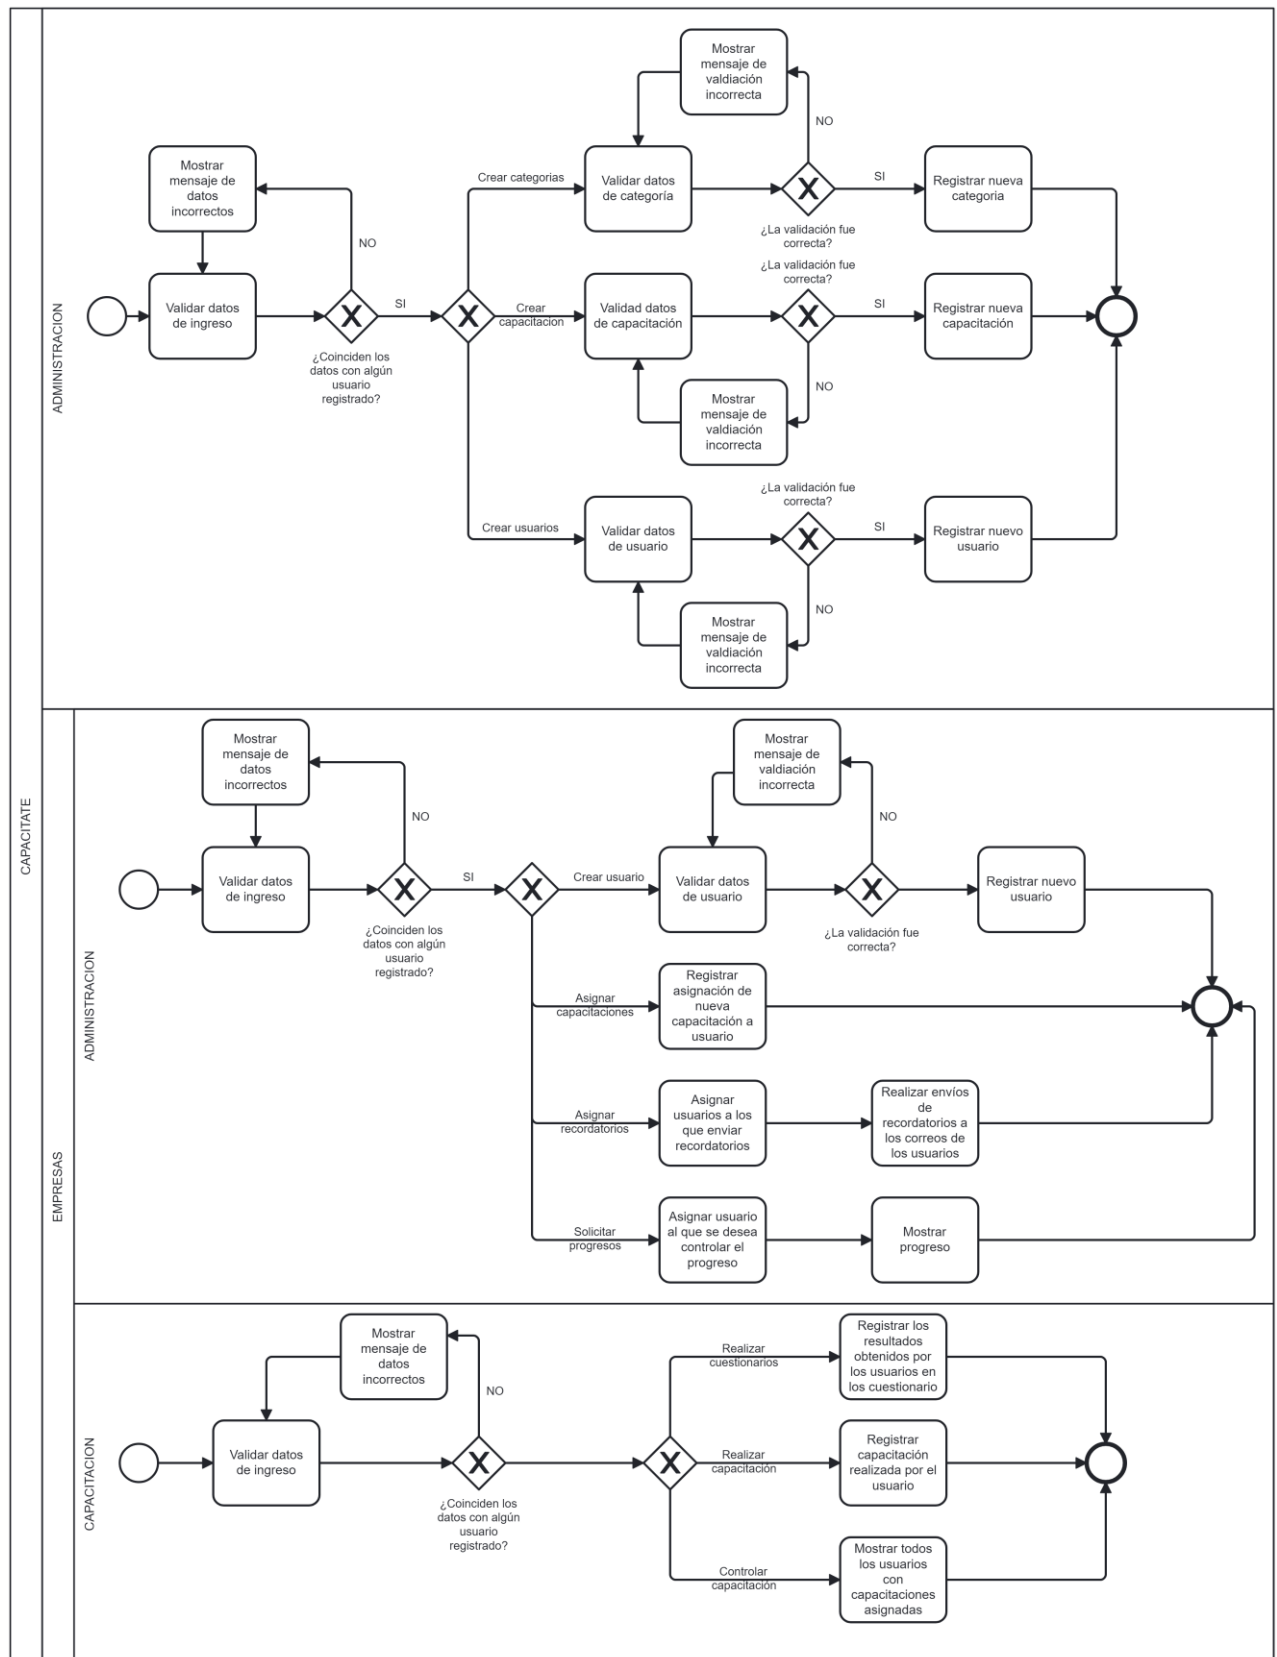 CAPACITATE
ADMINISTRACION
Mostrar
mensaje de
datos
incorrectos
Validar datos
de ingreso
NO
SI
¿Coinciden los
datos con algún
usuario
registrado?
Crear categorias
Validar datos
de categoría
Mostrar
mensaje de
valdiación
incorrecta
NO
SI
¿La validación fue
correcta?
Registrar nueva
categoria
Crear
capacitacion
Validad datos
de capacitación
¿La validación fue
correcta?
SI
Registrar nueva
capacitación
NO
Mostrar
mensaje de
valdiación
incorrecta
Crear usuarios
Validar datos
de usuario
¿La validación fue
correcta?
SI
Registrar nuevo
usuario
NO
Mostrar
mensaje de
valdiación
incorrecta
EMPRESAS
ADMINISTRACION
Mostrar
mensaje de
datos
incorrectos
Validar datos
de ingreso
NO
SI
¿Coinciden los
datos con algún
usuario
registrado?
Crear usuario
Validar datos
de usuario
Mostrar
mensaje de
valdiación
incorrecta
NO
¿La validación fue
correcta?
Registrar nuevo
usuario
Asignar
capacitaciones
Registrar
asignación de
nueva
capacitación a
usuario
Asignar
recordatorios
Asignar
usuarios a los
que enviar
recordatorios
Realizar envíos
de
recordatorios a
los correos de
los usuarios
Solicitar
progresos
Asignar usuario
al que se desea
controlar el
progreso
Mostrar
progreso
CAPACITACION
Mostrar
mensaje de
datos
incorrectos
Validar datos
de ingreso
NO
¿Coinciden los
datos con algún
usuario
registrado?
Realizar
cuestionarios
Registrar los
resultados
obtenidos por
los usuarios en
los cuestionario
Realizar
capacitación
Registrar
capacitación
realizada por el
usuario
Controlar
capacitación
Mostrar todos
los usuarios
con
capacitaciones
asignadas